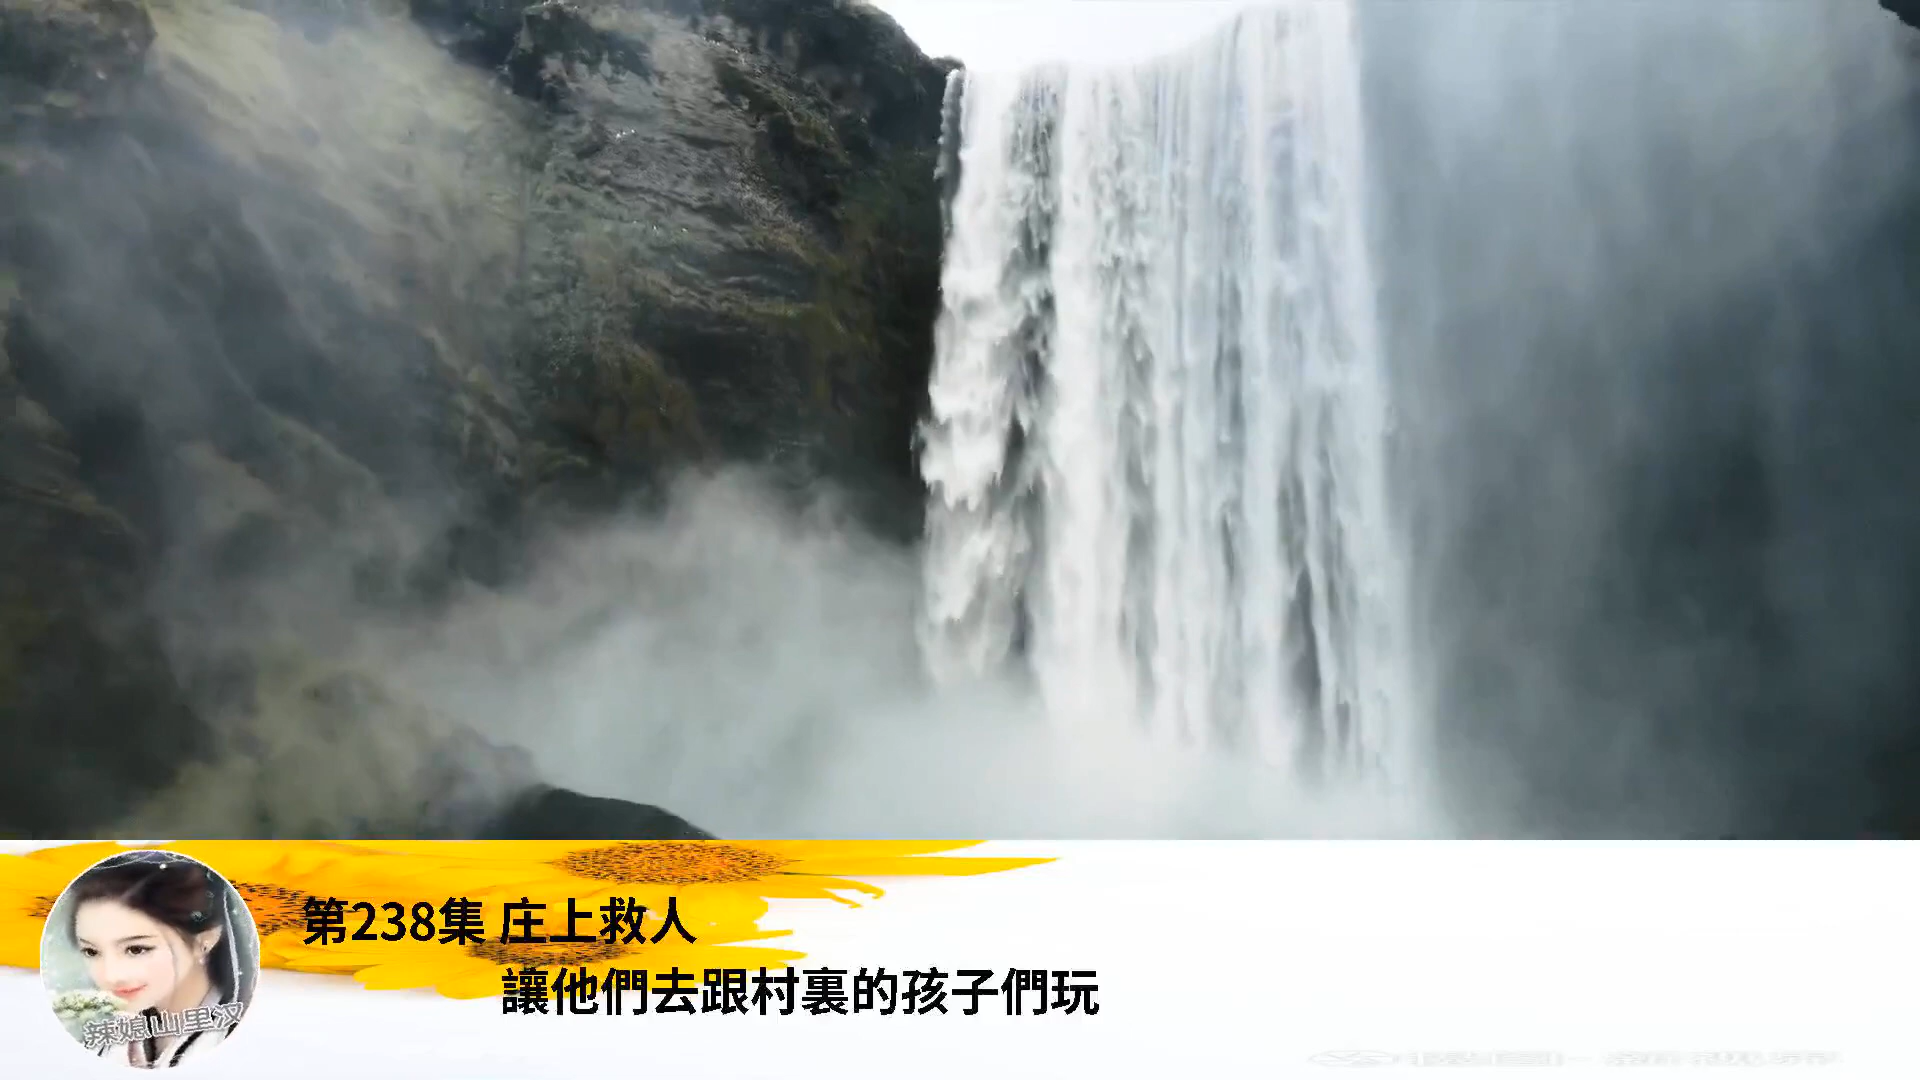 第238集 庄上救人
讓他們去跟村裏的孩子們玩
辣媳山里汉